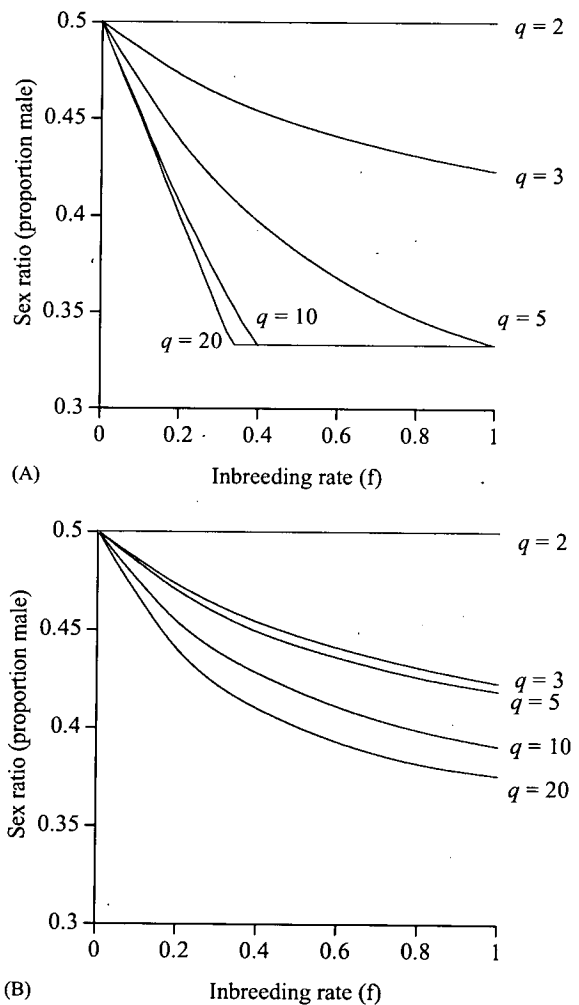 0.5
q = 2
0.45
q = 3
Sex ratio (proportion male)
0.4
0.35
q = 10
q = 20
q = 5
0.3
0
0.2
0.4
0.6
0.8
1
(A)
Inbreeding rate (f)
0.5
q = 2
0.45
q = 3
q = 5
Sex ratio (proportion male)
0.4
q = 10
q = 20
0.35
0.3
0
0.2
0.4
0.6
0.8
1
(B)
Inbreeding rate (f)